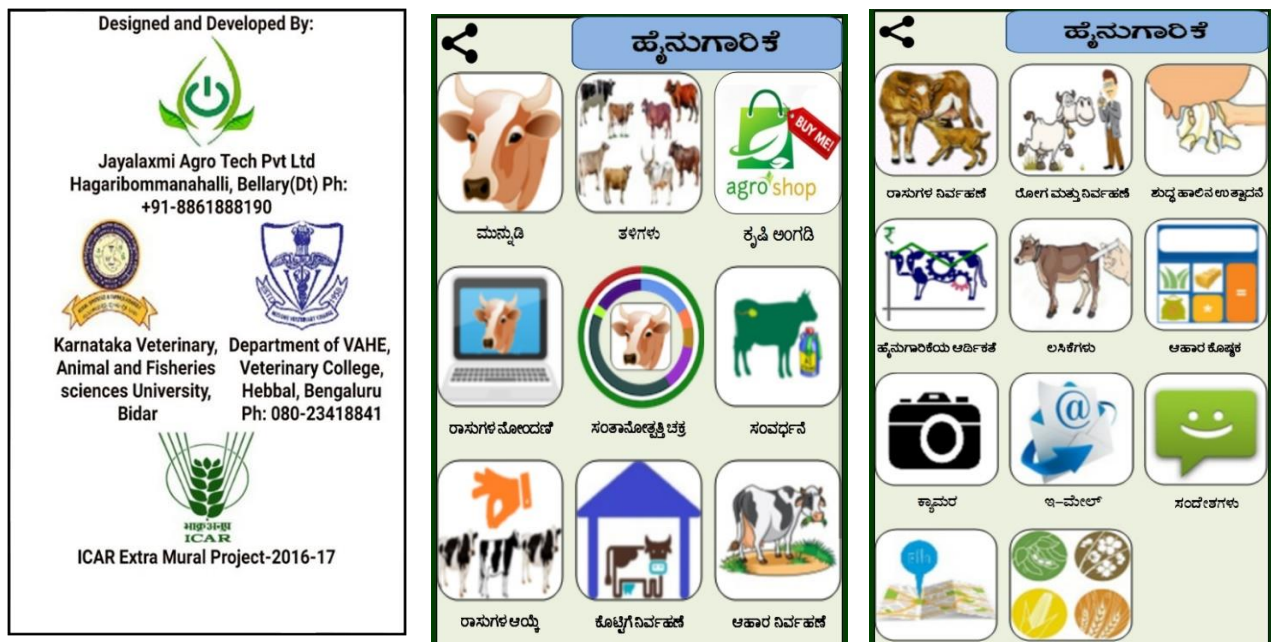 Designed and Developed By:
Jayalaxmi Agro Tech Pvt Ltd
Hagaribommanahalli, Bellary(Dt) Ph:
+91-8861888190
Karnataka Veterinary,
Animal and Fisheries
sciences University,
Bidar
Department of VAHE,
Veterinary College,
Hebbal, Bengaluru
Ph: 080-23418841
भाकृअनुप
ICAR
ICAR Extra Mural Project-2016-17
ಹೈನುಗಾರಿಕೆ
BUY ME!
agro shop
ಮುನ್ನುಡಿ
ತಳಿಗಳು
ಕೃಷಿ ಅಂಗಡಿ
ರಾಸುಗಳ ನೋಂದಣಿ
ಸಂತಾನೋತ್ಪತ್ತಿ ಚಕ್ರ
ಸಂವರ್ಧನೆ
ರಾಸುಗಳ ಆಯ್ಕೆ
ಕೊಟ್ಟಿಗೆ ನಿರ್ವಹಣೆ
ಆಹಾರ ನಿರ್ವಹಣೆ
ಹೈನುಗಾರಿಕೆ
ರಾಸುಗಳ ನಿರ್ವಹಣೆ
ರೋಗ ಮತ್ತು ನಿರ್ವಹಣೆ
ಶುದ್ಧ ಹಾಲಿನ ಉತ್ಪಾದನೆ
₹
ಹೈನುಗಾರಿಕೆಯ ಆರ್ಥಿಕತೆ
ಲಸಿಕೆಗಳು
ಆಹಾರ ಕೋಷ್ಠಕ
@
ಕ್ಯಾಮರ
ಇ-ಮೇಲ್
ಸಂದೇಶಗಳು